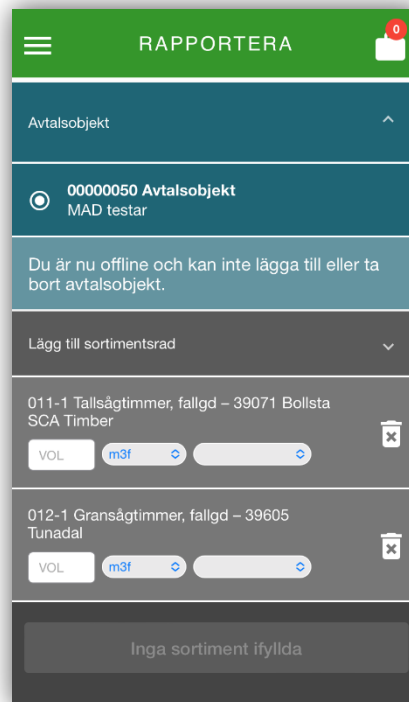 RAPPORTERA
0
Avtalsobjekt
00000050 Avtalsobjekt
MAD testar
Du är nu offline och kan inte lägga till eller ta
bort avtalsobjekt.
Lägg till sortimentsrad
011-1 Tallsågtimmer, fallgd – 39071 Bollsta
SCA Timber
VOL m3f
012-1 Gransågtimmer, fallgd – 39605
Tunadal
VOL m3f
Inga sortiment ifyllda